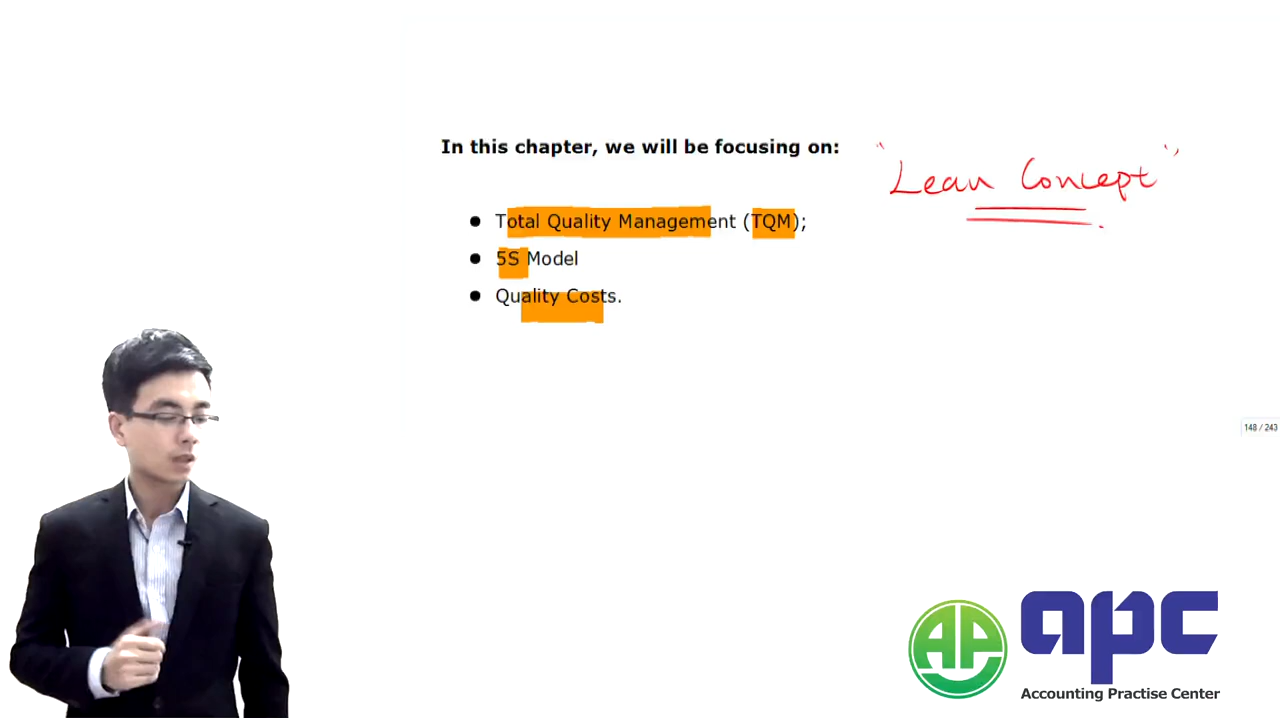 In this chapter, we will be focusing on:
"Lean Concept"
● Total Quality Management (TQM);
● 5S Model
● Quality Costs.
148 / 243
AP
apc
Accounting Practise Center